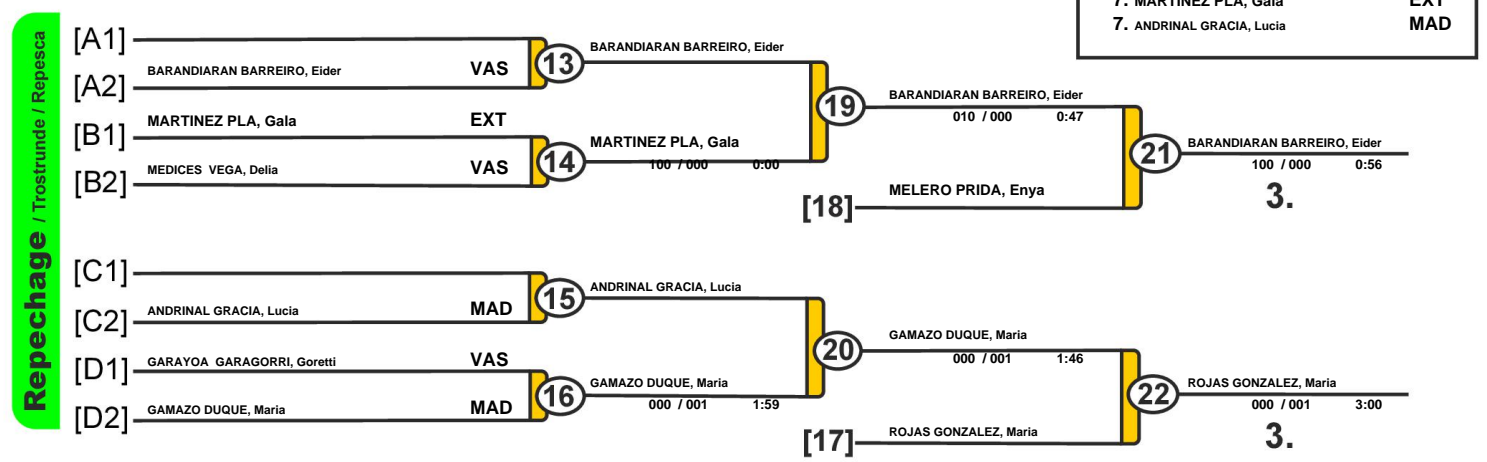 7. MARTINEZ PLA, Gala EXT
7. ANDRINAL GRACIA, Lucia MAD
Repechage / Trostrunde / Repesca
[A1]
BARANDIARAN BARREIRO, Eider VAS
[A2]
13
BARANDIARAN BARREIRO, Eider
MARTINEZ PLA, Gala EXT
[B1]
MEDICES VEGA, Delia VAS
[B2]
14
MARTINEZ PLA, Gala
100 / 000 0:00
19
BARANDIARAN BARREIRO, Eider
010 / 000 0:47
[18]
MELERO PRIDA, Enya
21
BARANDIARAN BARREIRO, Eider
100 / 000 0:56
3.
[C1]
ANDRINAL GRACIA, Lucia MAD
[C2]
15
ANDRINAL GRACIA, Lucia
GARAYOA GARAGORRI, Goretti VAS
[D1]
GAMAZO DUQUE, Maria MAD
[D2]
16
GAMAZO DUQUE, Maria
000 / 001 1:59
20
GAMAZO DUQUE, Maria
000 / 001 1:46
[17]
ROJAS GONZALEZ, Maria
22
ROJAS GONZALEZ, Maria
000 / 001 3:00
3.